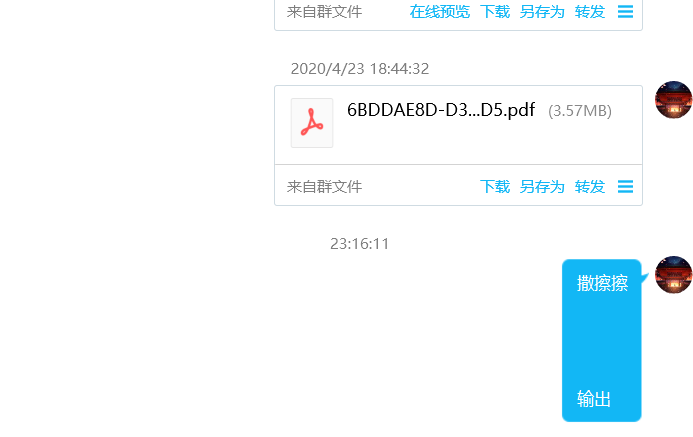 来自群文件 在线预览 下载 另存为 转发
2020/4/23 18:44:32
6BDDAE8D-D3...D5.pdf (3.57MB)
来自群文件 下载 另存为 转发
23:16:11
撒擦擦
输出